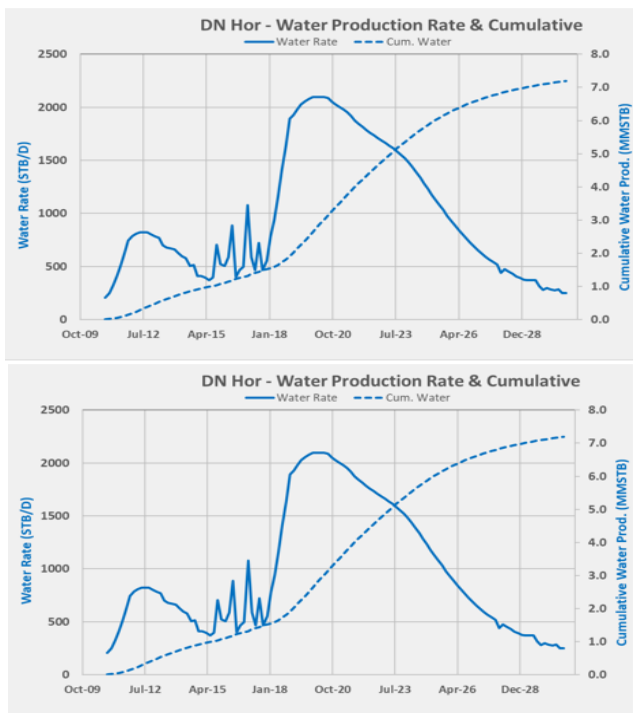 DN Hor - Water Production Rate & Cumulative
Water Rate Cum. Water
2500 8.0
7.0
2000
6.0
1500 5.0
4.0
1000 3.0
2.0
500
1.0
0 0.0
Oct-09 Jul-12 Apr-15 Jan-18 Oct-20 Jul-23 Apr-26 Dec-28
Water Rate (STB/D)
Cumulative Water Prod. (MMSTB)
DN Hor - Water Production Rate & Cumulative
Water Rate Cum. Water
2500 8.0
7.0
2000
6.0
1500 5.0
4.0
1000 3.0
2.0
500
1.0
0 0.0
Oct-09 Jul-12 Apr-15 Jan-18 Oct-20 Jul-23 Apr-26 Dec-28
Water Rate (STB/D)
Cumulative Water Prod. (MMSTB)